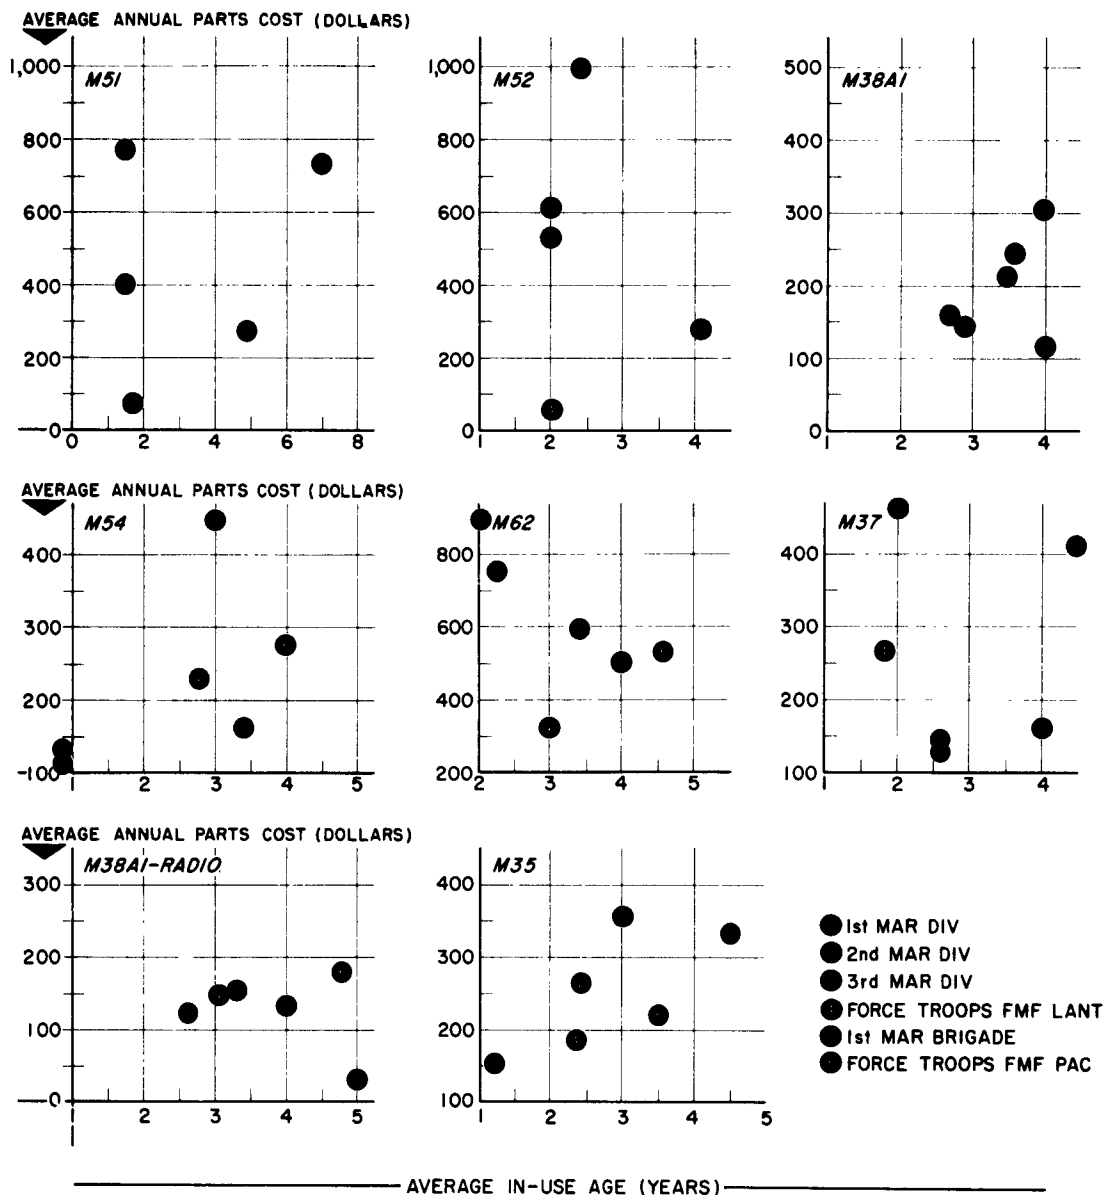 AVERAGE ANNUAL PARTS COST (DOLLARS)
M51
1,000
800
600
400
200
0
0 2 4 6 8
M52
1,000
800
600
400
200
0
1 2 3 4
M38A1
500
400
300
200
100
0
1 2 3 4
AVERAGE ANNUAL PARTS COST (DOLLARS)
M54
400
300
200
100
1 2 3 4 5
M62
800
600
400
200
2 3 4 5
M37
400
300
200
100
1 2 3 4
AVERAGE ANNUAL PARTS COST (DOLLARS)
M38A1-RADIO
300
200
100
0
1 2 3 4 5
M35
400
300
200
100
1 2 3 4 5
1st MAR DIV
2nd MAR DIV
3rd MAR DIV
FORCE TROOPS FMF LANT
1st MAR BRIGADE
FORCE TROOPS FMF PAC
AVERAGE IN-USE AGE (YEARS)